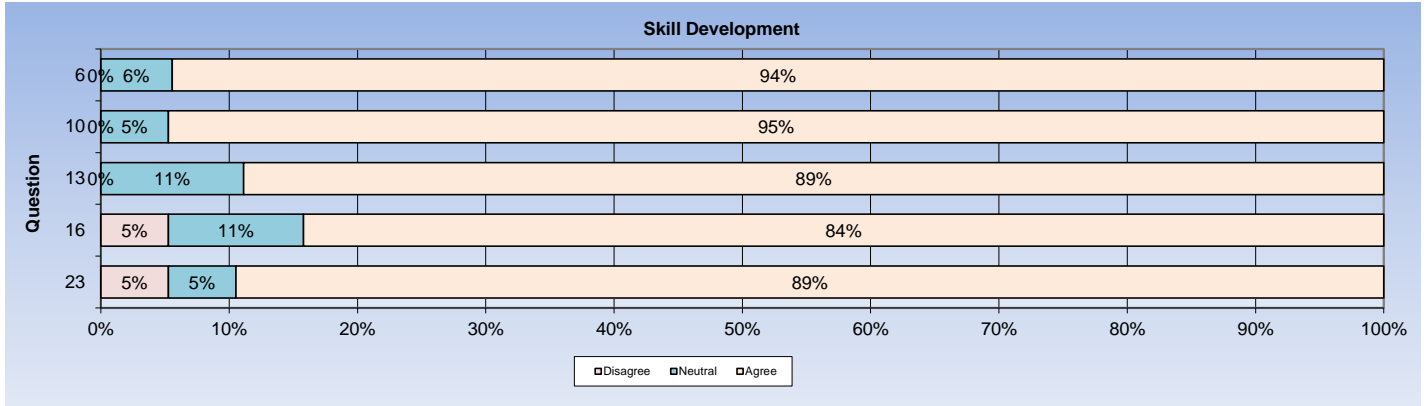 Skill Development
6 0% 6% 94%
10 0% 5% 95%
13 0% 11% 89%
16 5% 11% 84%
23 5% 5% 89%
Question
0% 10% 20% 30% 40% 50% 60% 70% 80% 90% 100%
Disagree Neutral Agree